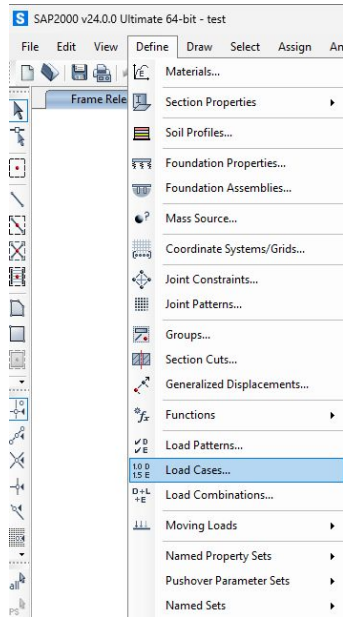 SAP2000 v24.0.0 Ultimate 64-bit - test
File Edit View Define Draw Select Assign An
Frame Rele
Materials...
Section Properties
Soil Profiles...
Foundation Properties...
Foundation Assemblies...
Mass Source...
Coordinate Systems/Grids...
Joint Constraints...
Joint Patterns...
Groups...
Section Cuts...
Generalized Displacements...
Functions
Load Patterns...
Load Cases...
Load Combinations...
Moving Loads
Named Property Sets
Pushover Parameter Sets
Named Sets
all
PS